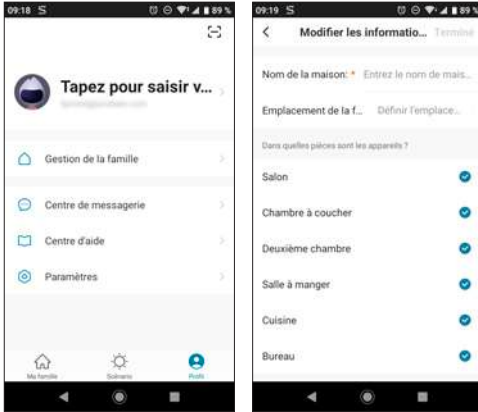 09:18 S 89 %
Tapez pour saisir v...
Gestion de la famille
Centre de messagerie
Centre d'aide
Paramètres
Ma famille
Scénario
Profil
09:19 S 89 %
Modifier les informatio... Terminé
Nom de la maison: * Entrez le nom de mais...
Emplacement de la f... Définir l'emplace...
Dans quelles pièces sont les appareils ?
Salon
Chambre à coucher
Deuxième chambre
Salle à manger
Cuisine
Bureau